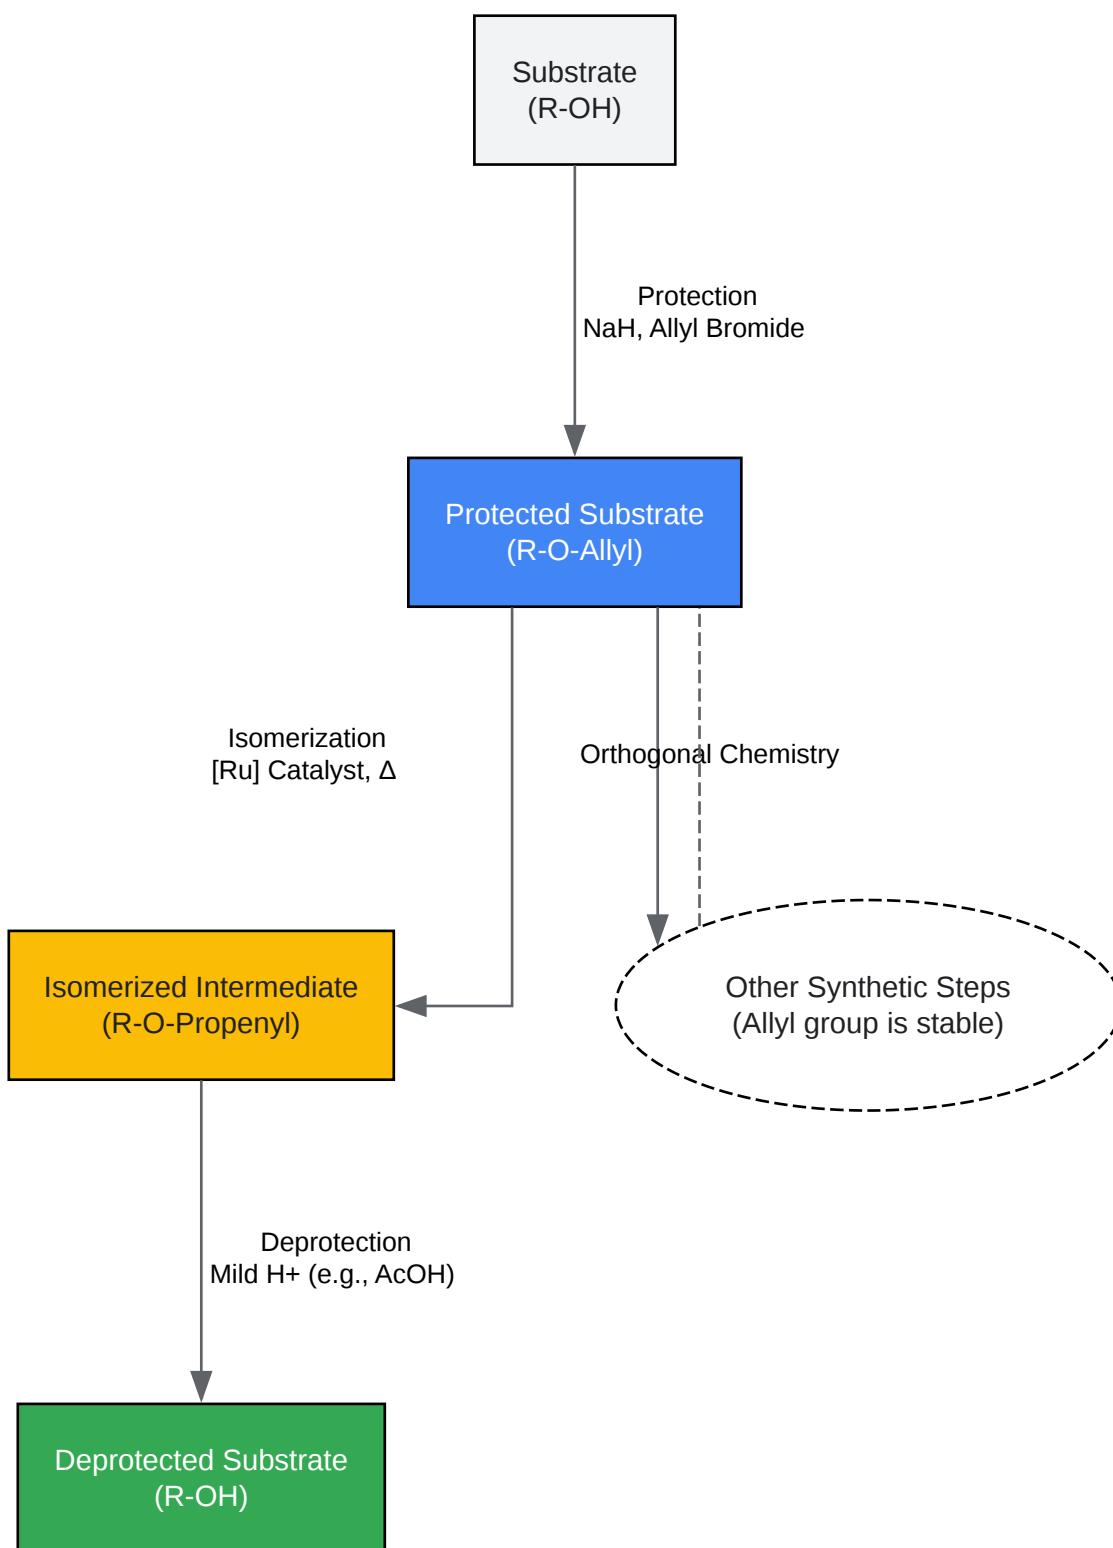 Substrate
(R-OH)
Protection
NaH, Allyl Bromide
Protected Substrate
(R-O-Allyl)
Isomerization
[Ru] Catalyst, Δ
Orthogonal Chemistry
Isomerized Intermediate
(R-O-Propenyl)
Other Synthetic Steps
(Allyl group is stable)
Deprotection
Mild H+ (e.g., AcOH)
Deprotected Substrate
(R-OH)